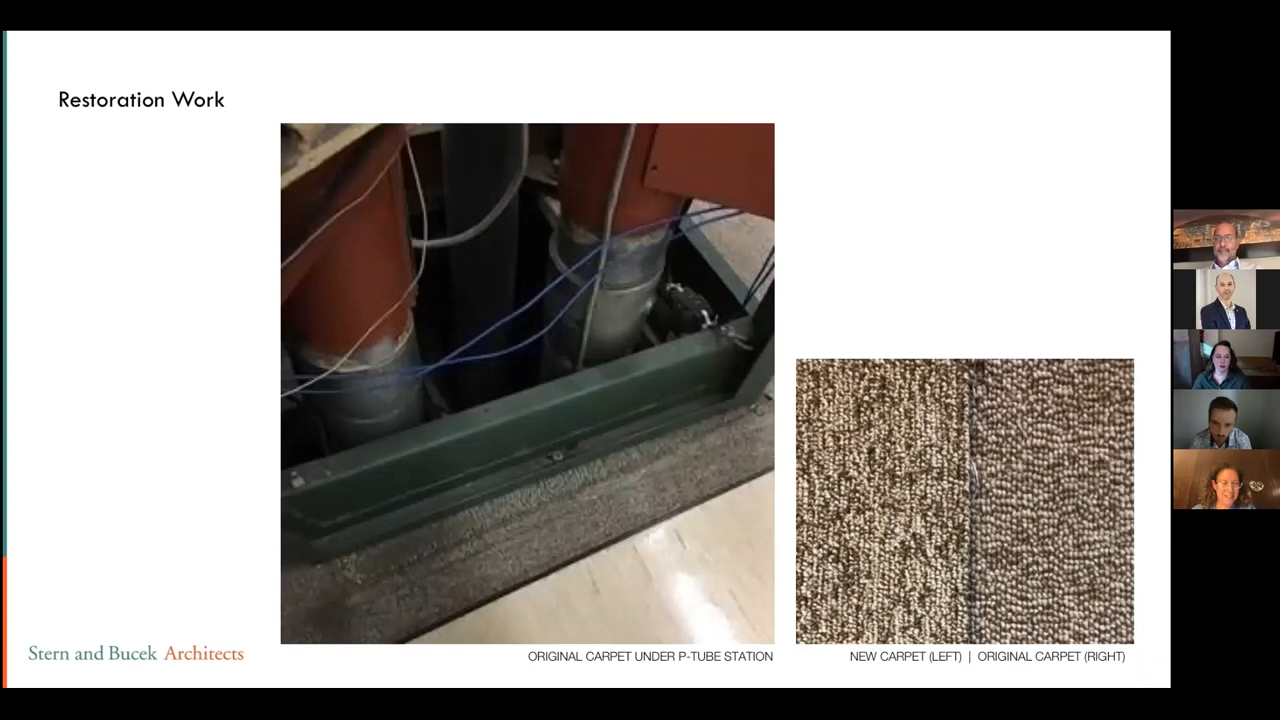 Restoration Work
ORIGINAL CARPET UNDER P-TUBE STATION
NEW CARPET (LEFT) | ORIGINAL CARPET (RIGHT)
Stern and Bucek Architects